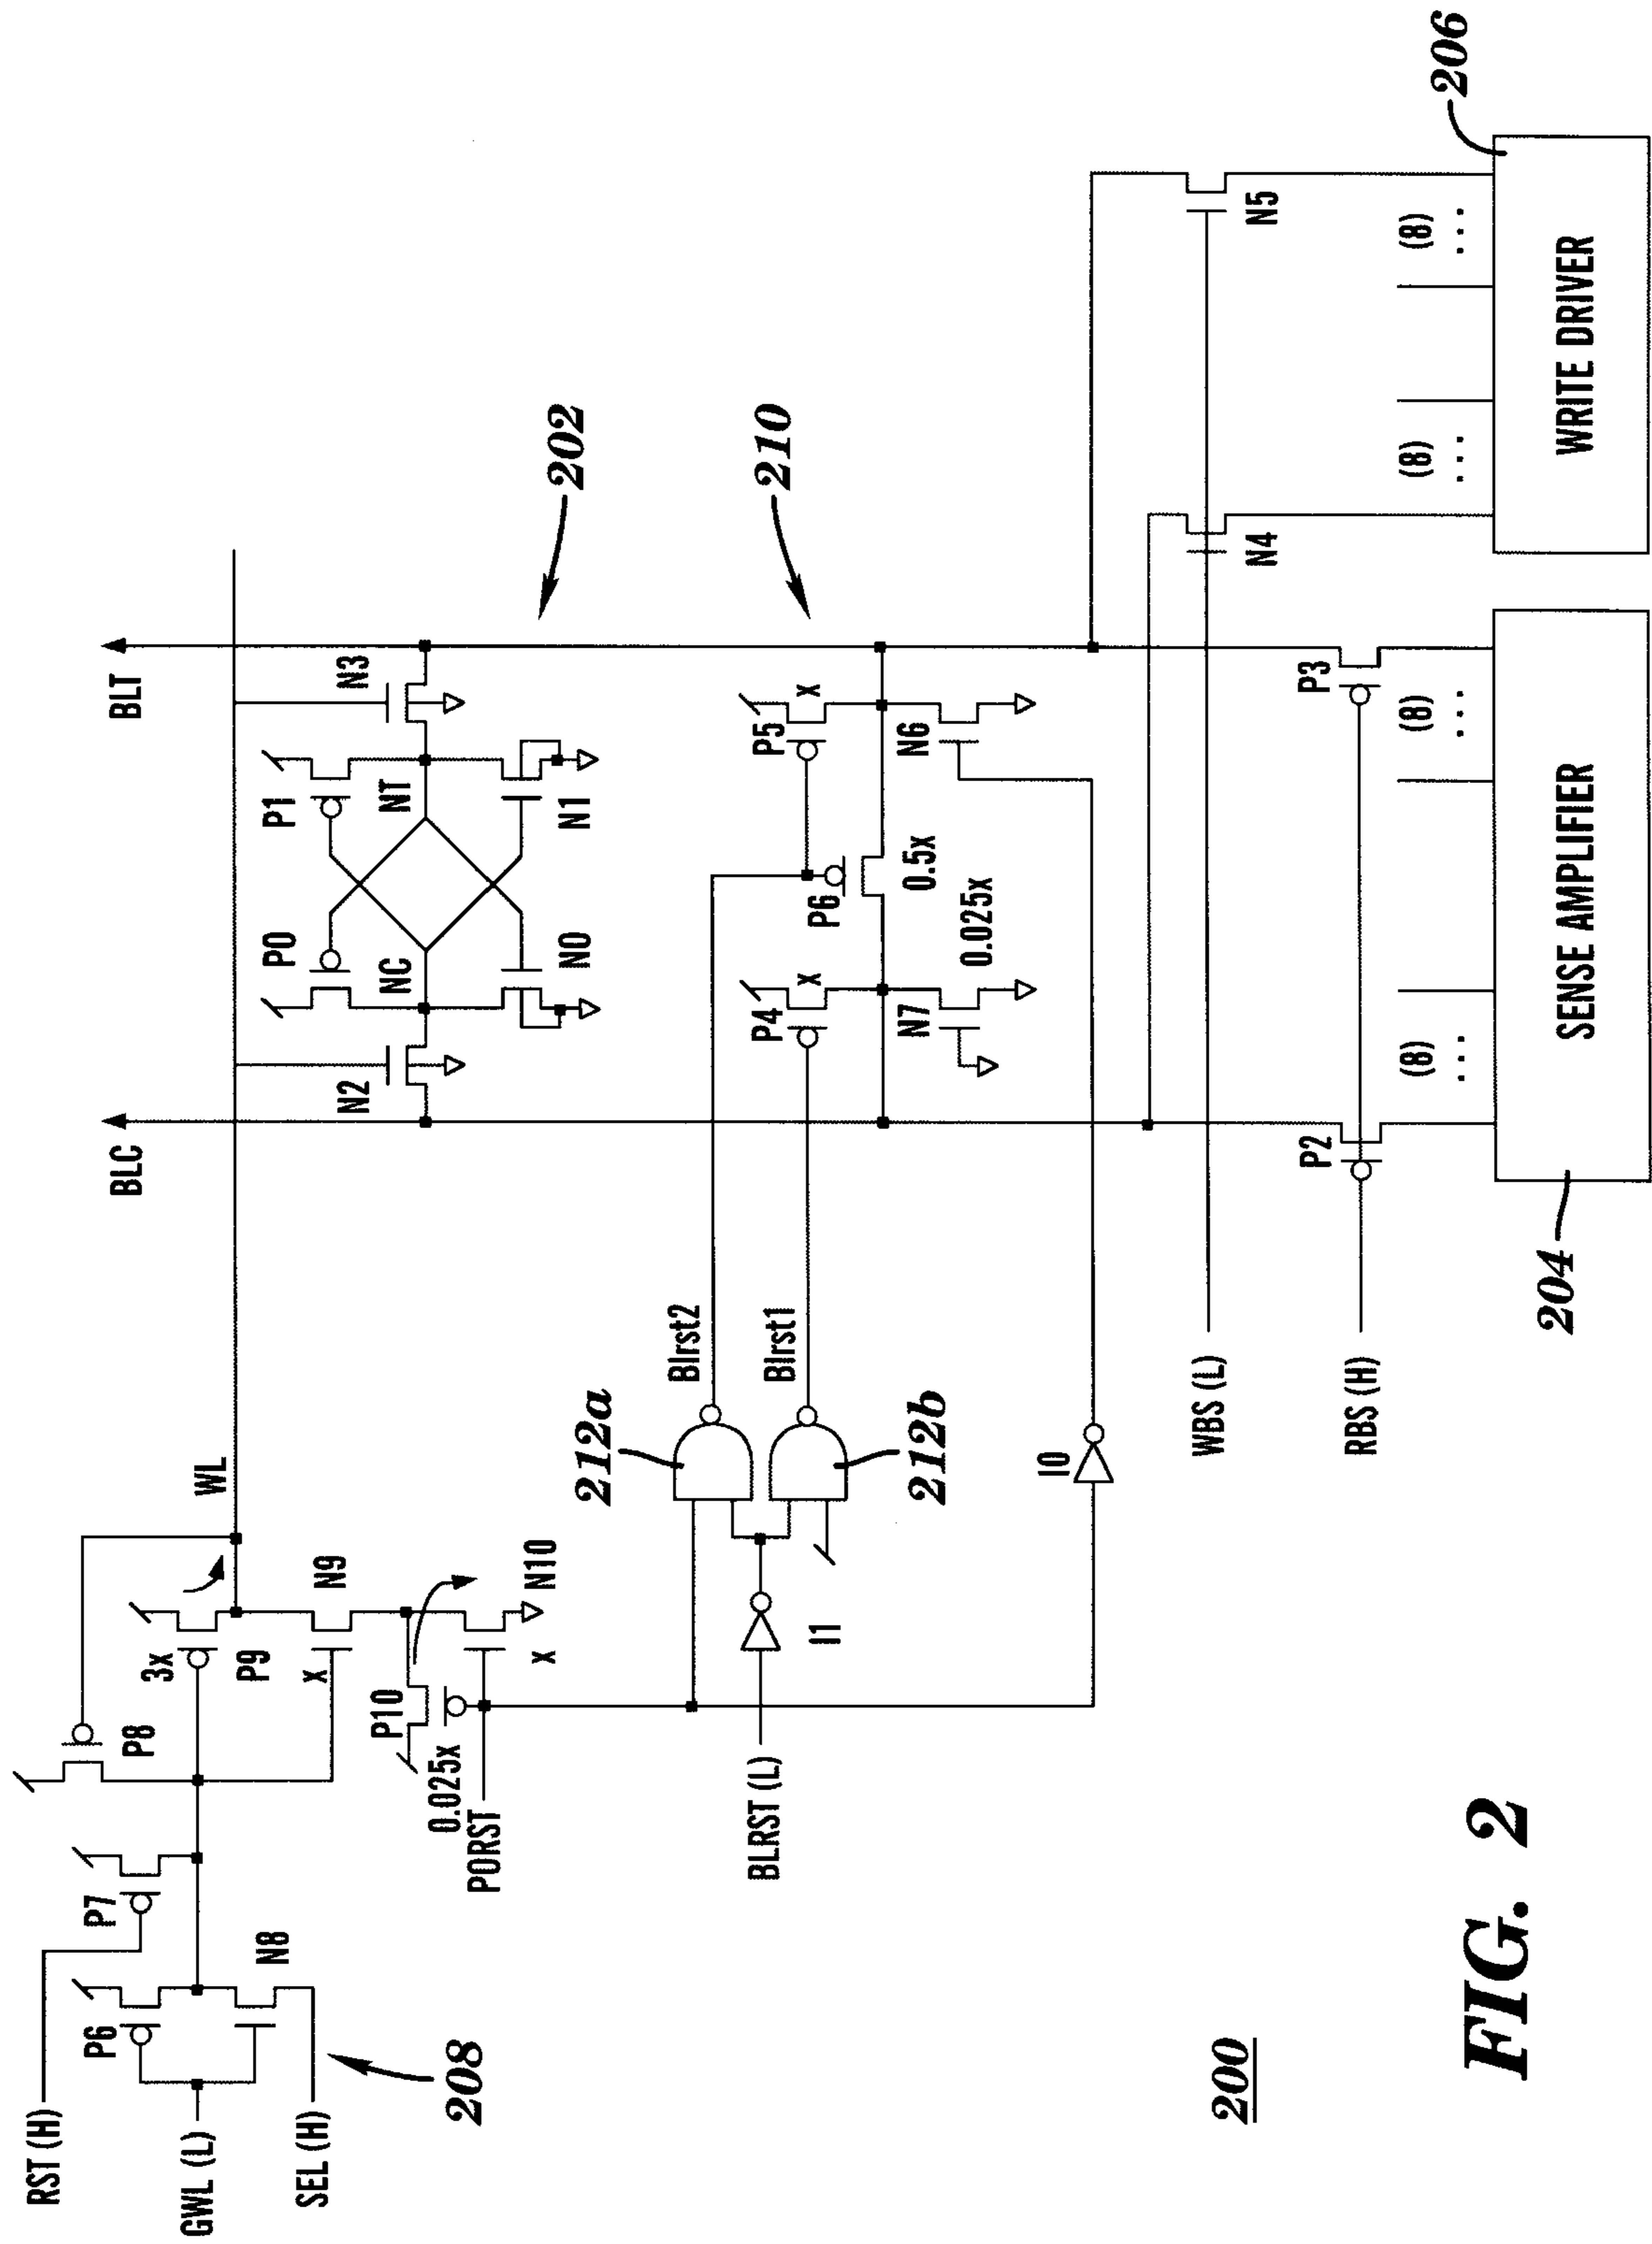 RST (H)
GWL (L)
SEL (H)
208
P6
N8
P7
P8
3x
P9
x
N9
WL
P10
0.025x
PORST
x
N10
BLC
BLT
N2
N3
P0
P1
NC
NT
N0
N1
202
BLRST (L)
I1
212a
212b
Blrst2
Blrst1
I0
P4
x
P5
x
P6
0.5x
N7
0.025x
N6
210
WBS (L)
RBS (H)
N4
N5
P2
P3
(8)
...
(8)
...
(8)
...
(8)
...
SENSE AMPLIFIER
204
WRITE DRIVER
206
200
FIG. 2